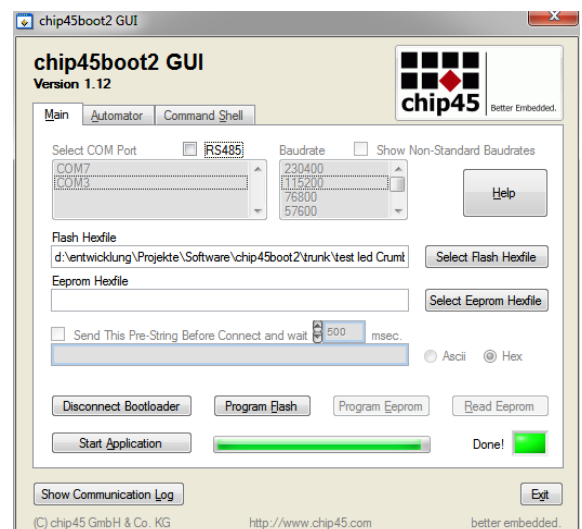 chip45boot2 GUI
chip45boot2 GUI
Version 1.12
chip45
Better Embedded.
Main Automator Command Shell
Select COM Port RS485 Baudrate Show Non-Standard Baudrates
COM7 230400
COM3 115200
76800
57600
Help
Flash Hexfile
d:\entwicklung\Projekte\Software\chip45boot2\trunk\test led Crumb Select Flash Hexfile
Eeprom Hexfile
Select Eeprom Hexfile
Send This Pre-String Before Connect and wait 500 msec.
Ascii Hex
Disconnect Bootloader Program Flash Program Eeprom Read Eeprom
Start Application Done!
Show Communication Log Exit
(C) chip45 GmbH & Co. KG http://www.chip45.com better embedded.